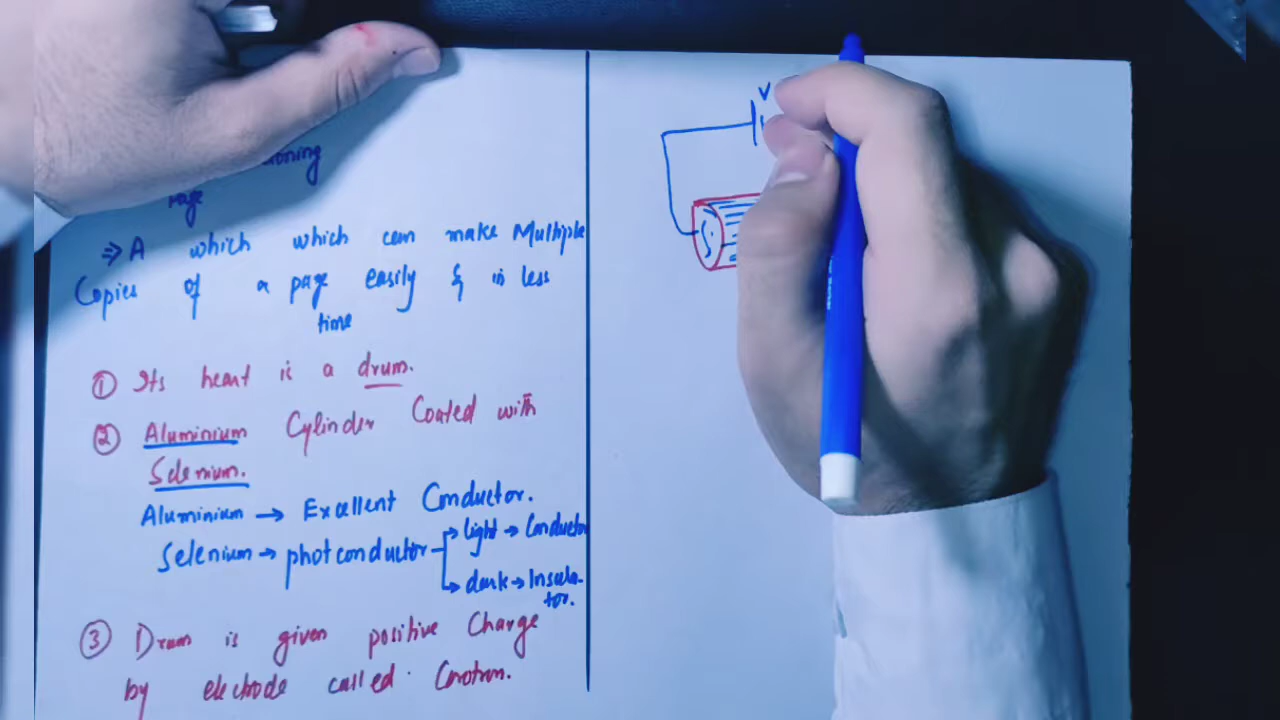 Page
⇒ A which which can make Multiple
Copies of a page easily & in less
time
① Its heart is a drum.
② Aluminium Cylinder Coated with
Selenium.
Aluminium → Excellent Conductor.
Selenium → photconductor → light → Conductor
→ dark → Insula-
tor.
③ Drum is given positive Charge
by electrode called
V